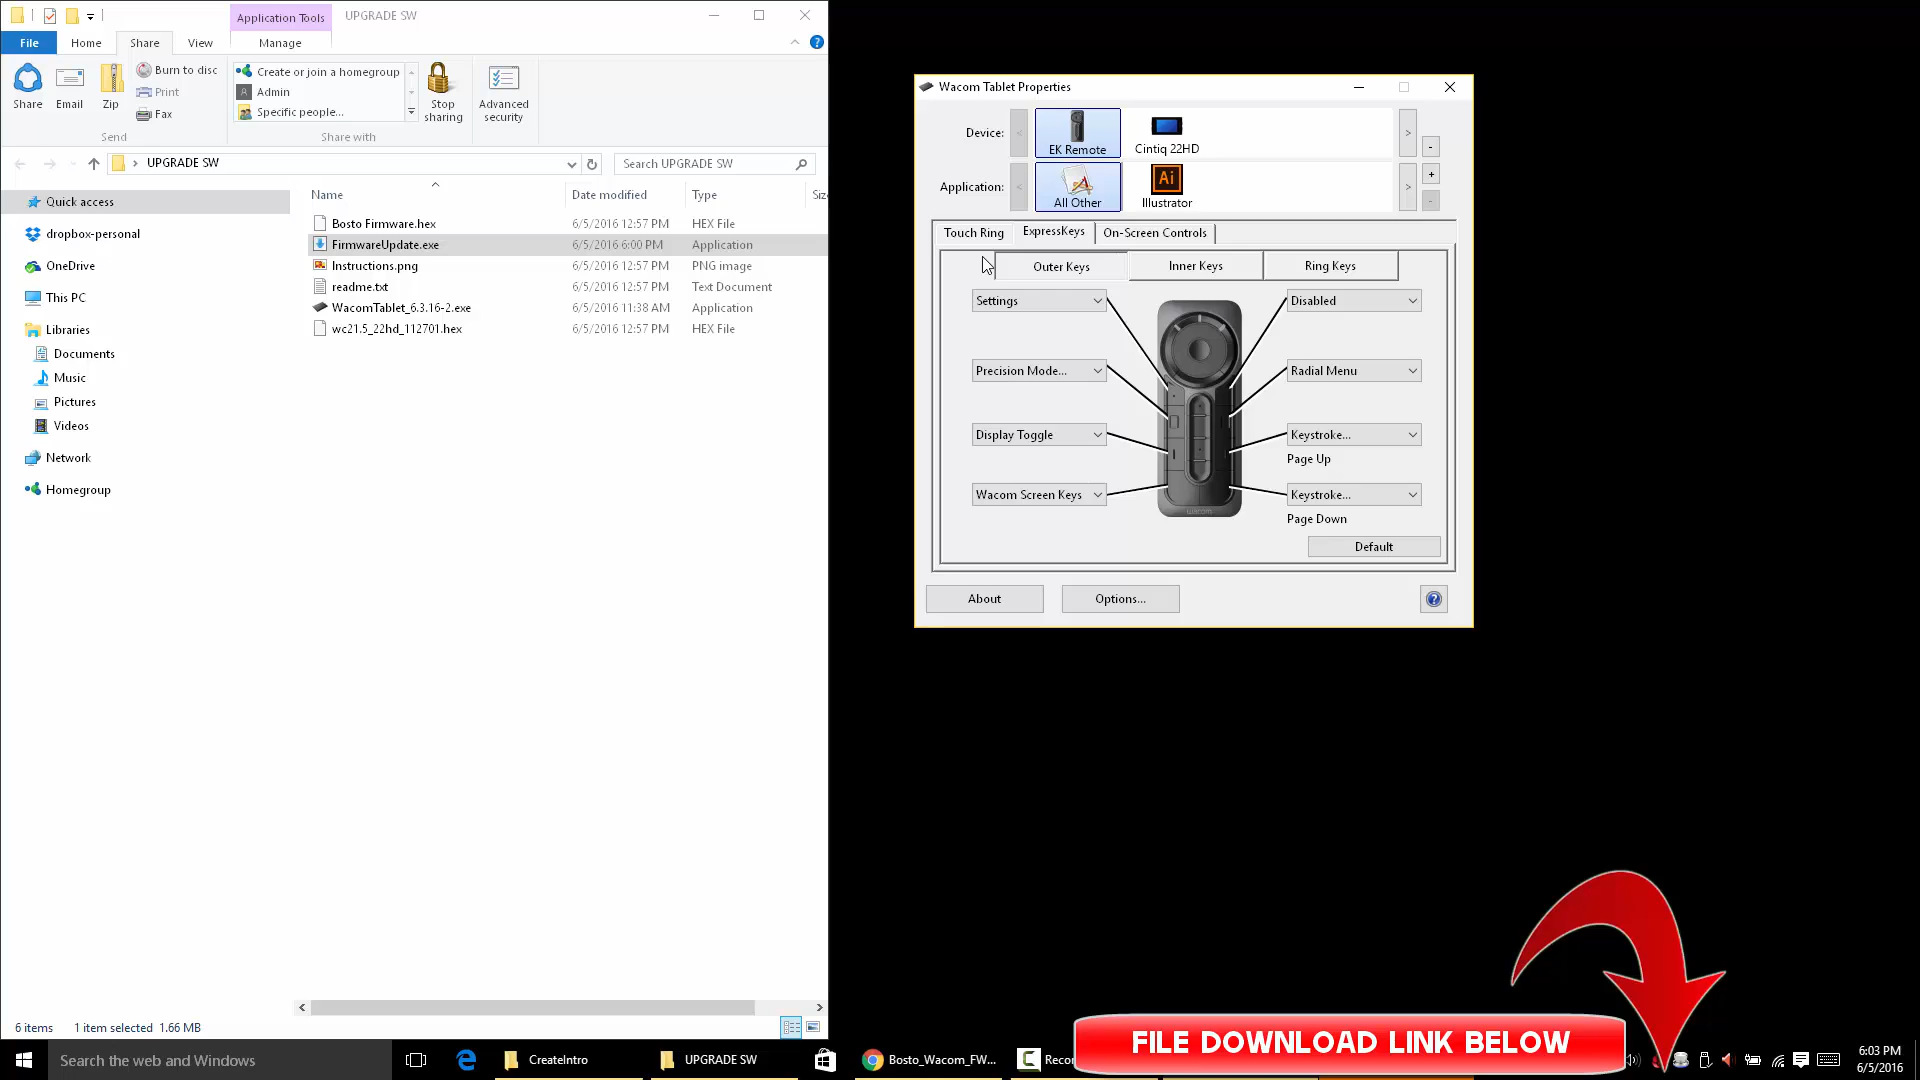 Application Tools
UPGRADE SW
File
Home
Share
View
Manage
Share
Email
Zip
Burn to disc
Print
Fax
Send
Create or join a homegroup
Admin
Specific people...
Share with
Stop sharing
Advanced security
UPGRADE SW
Search UPGRADE SW
Name
Date modified
Type
Siz
Bosto Firmware.hex 6/5/2016 12:57 PM HEX File
FirmwareUpdate.exe 6/5/2016 6:00 PM Application
Instructions.png 6/5/2016 12:57 PM PNG image
readme.txt 6/5/2016 12:57 PM Text Document
WacomTablet_6.3.16-2.exe 6/5/2016 11:38 AM Application
wc21.5_22hd_112701.hex 6/5/2016 12:57 PM HEX File
Quick access
dropbox-personal
OneDrive
This PC
Libraries
Documents
Music
Pictures
Videos
Network
Homegroup
6 items 1 item selected 1.66 MB
Wacom Tablet Properties
Device:
EK Remote
Cintiq 22HD
Application:
All Other
Ai
Illustrator
Touch Ring
ExpressKeys
On-Screen Controls
Outer Keys
Inner Keys
Ring Keys
Settings
Disabled
Precision Mode...
Radial Menu
Display Toggle
Keystroke...
Page Up
Wacom Screen Keys
Keystroke...
Page Down
wacom
Default
About
Options...
FILE DOWNLOAD LINK BELOW
Search the web and Windows
CreateIntro
UPGRADE SW
Bosto_Wacom_FW...
Recor
6:03 PM
6/5/2016